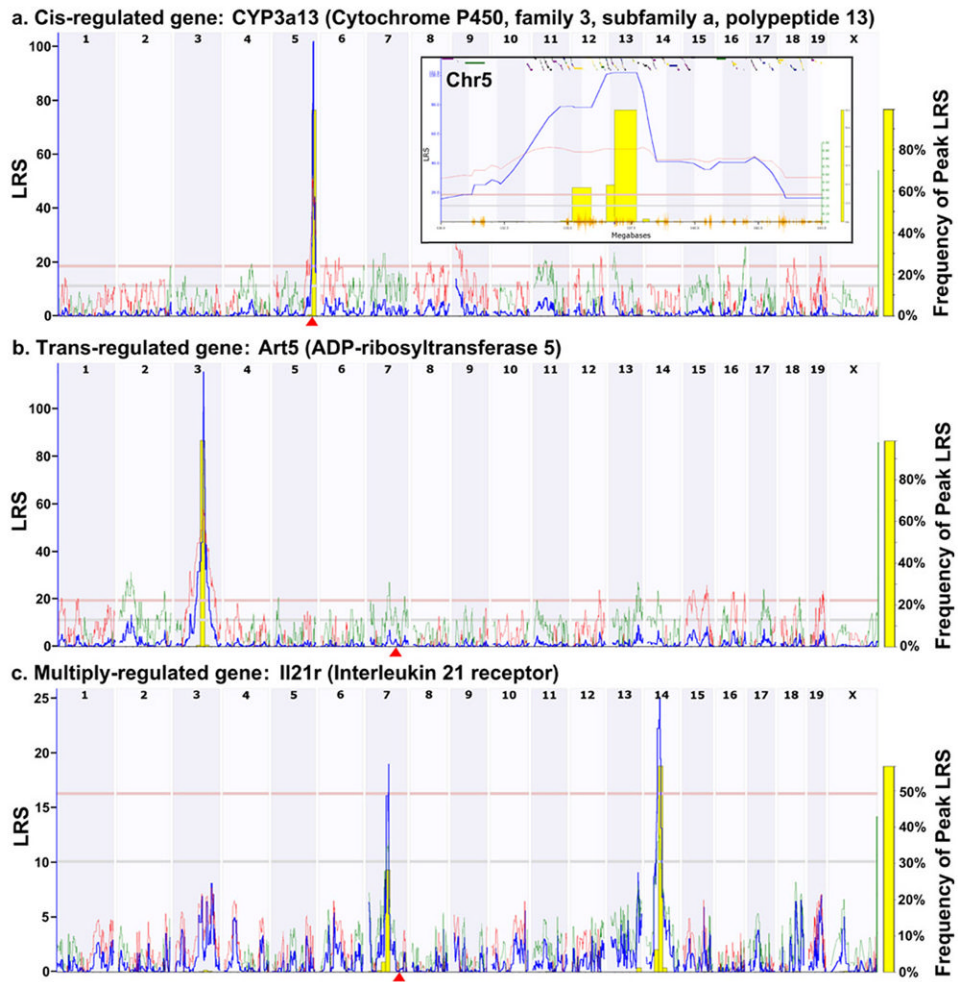 a. Cis-regulated gene: CYP3a13 (Cytochrome P450, family 3, subfamily a, polypeptide 13)
1 2 3 4 5 6 7 8 9 10 11 12 13 14 15 16 17 18 19 X
100
80
60
40
20
0
LRS
Chr5
LRS
Megabases
80%
60%
40%
20%
0%
Frequency of Peak LRS
b. Trans-regulated gene: Art5 (ADP-ribosyltransferase 5)
1 2 3 4 5 6 7 8 9 10 11 12 13 14 15 16 17 18 19 X
100
80
60
40
20
0
LRS
80%
60%
40%
20%
0%
Frequency of Peak LRS
c. Multiply-regulated gene: Il21r (Interleukin 21 receptor)
1 2 3 4 5 6 7 8 9 10 11 12 13 14 15 16 17 18 19 X
25
20
15
10
5
0
LRS
50%
40%
30%
20%
10%
0%
Frequency of Peak LRS